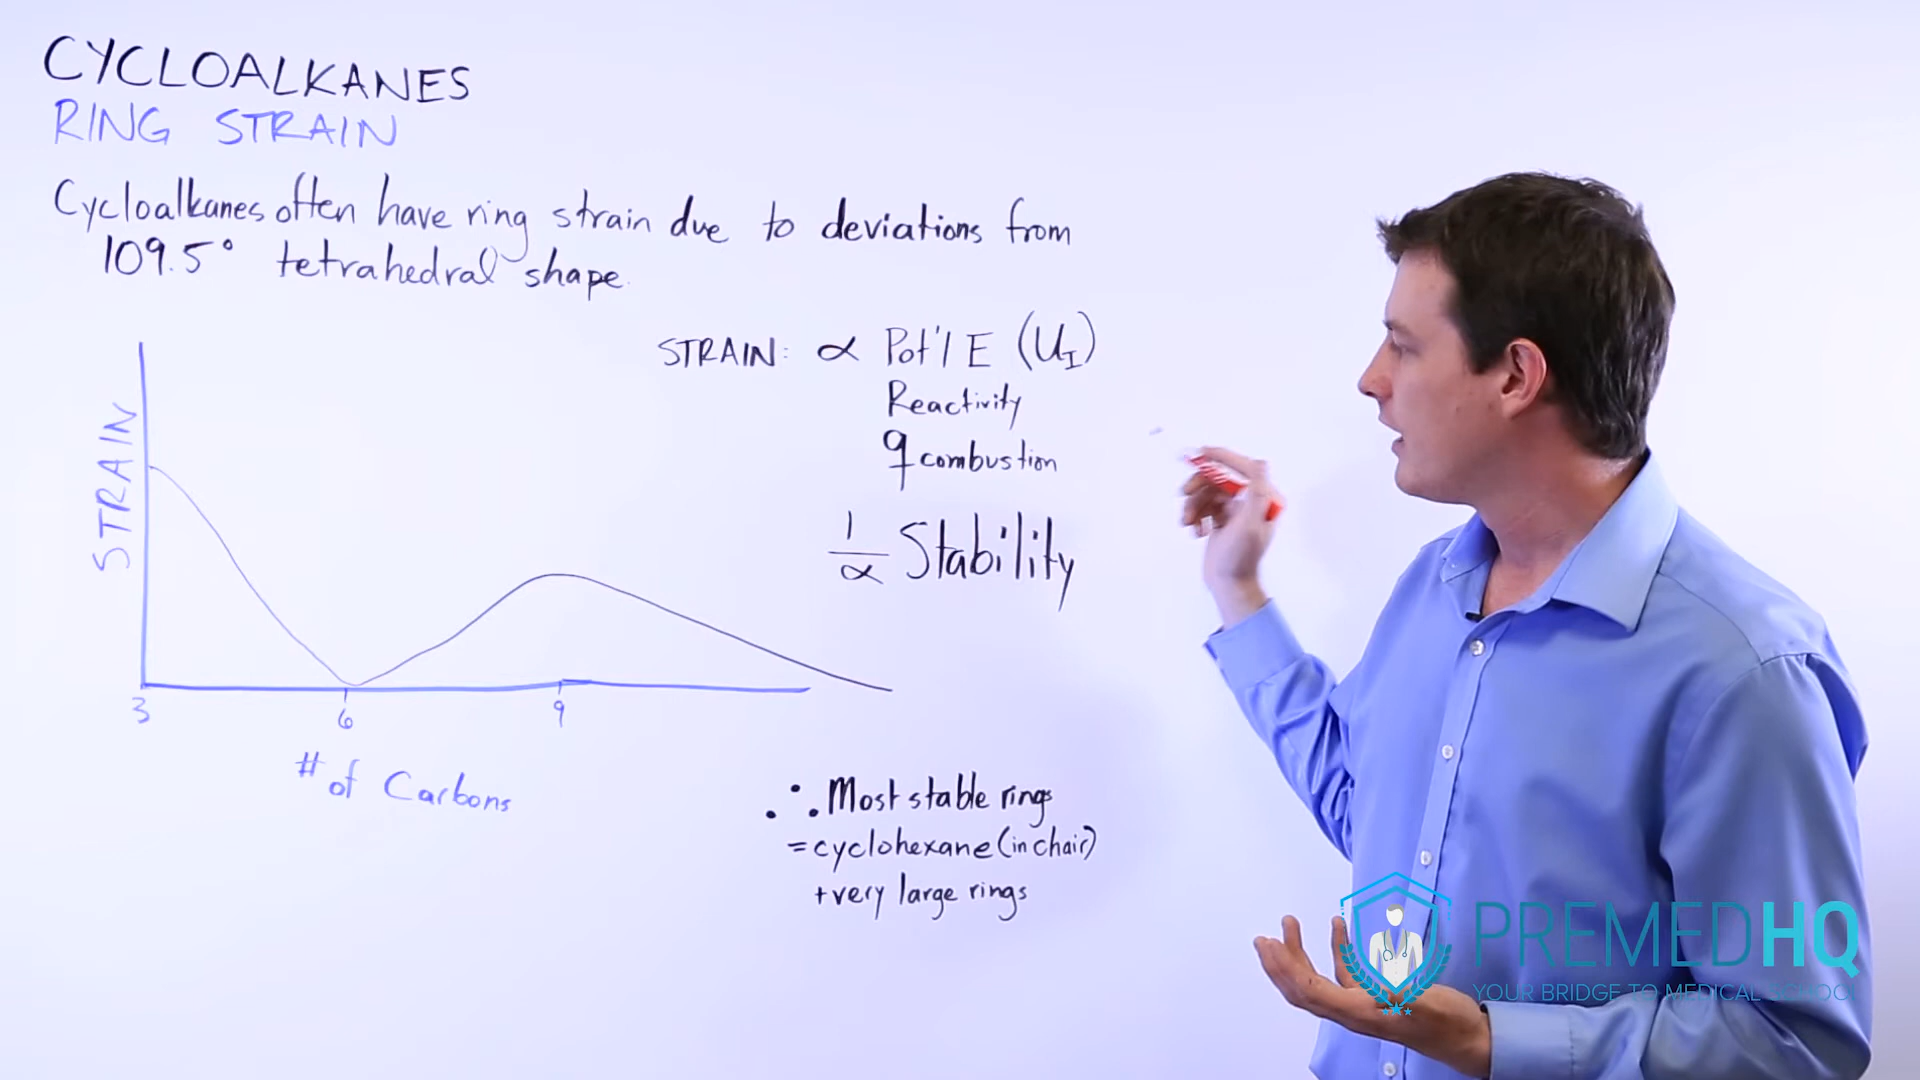 CYCLOALKANES
RING STRAIN
Cycloalkanes often have ring strain due to deviations from
109.5° tetrahedral shape.
STRAIN: ∝ Pot'l E (U_I)
Reactivity
q combustion
1/∝ Stability
STRAIN
3 6 9
# of Carbons
∴ Most stable rings
= cyclohexane (in chair)
+ very large rings
PREMEDHQ
YOUR BRIDGE TO MEDICAL SCHOOL